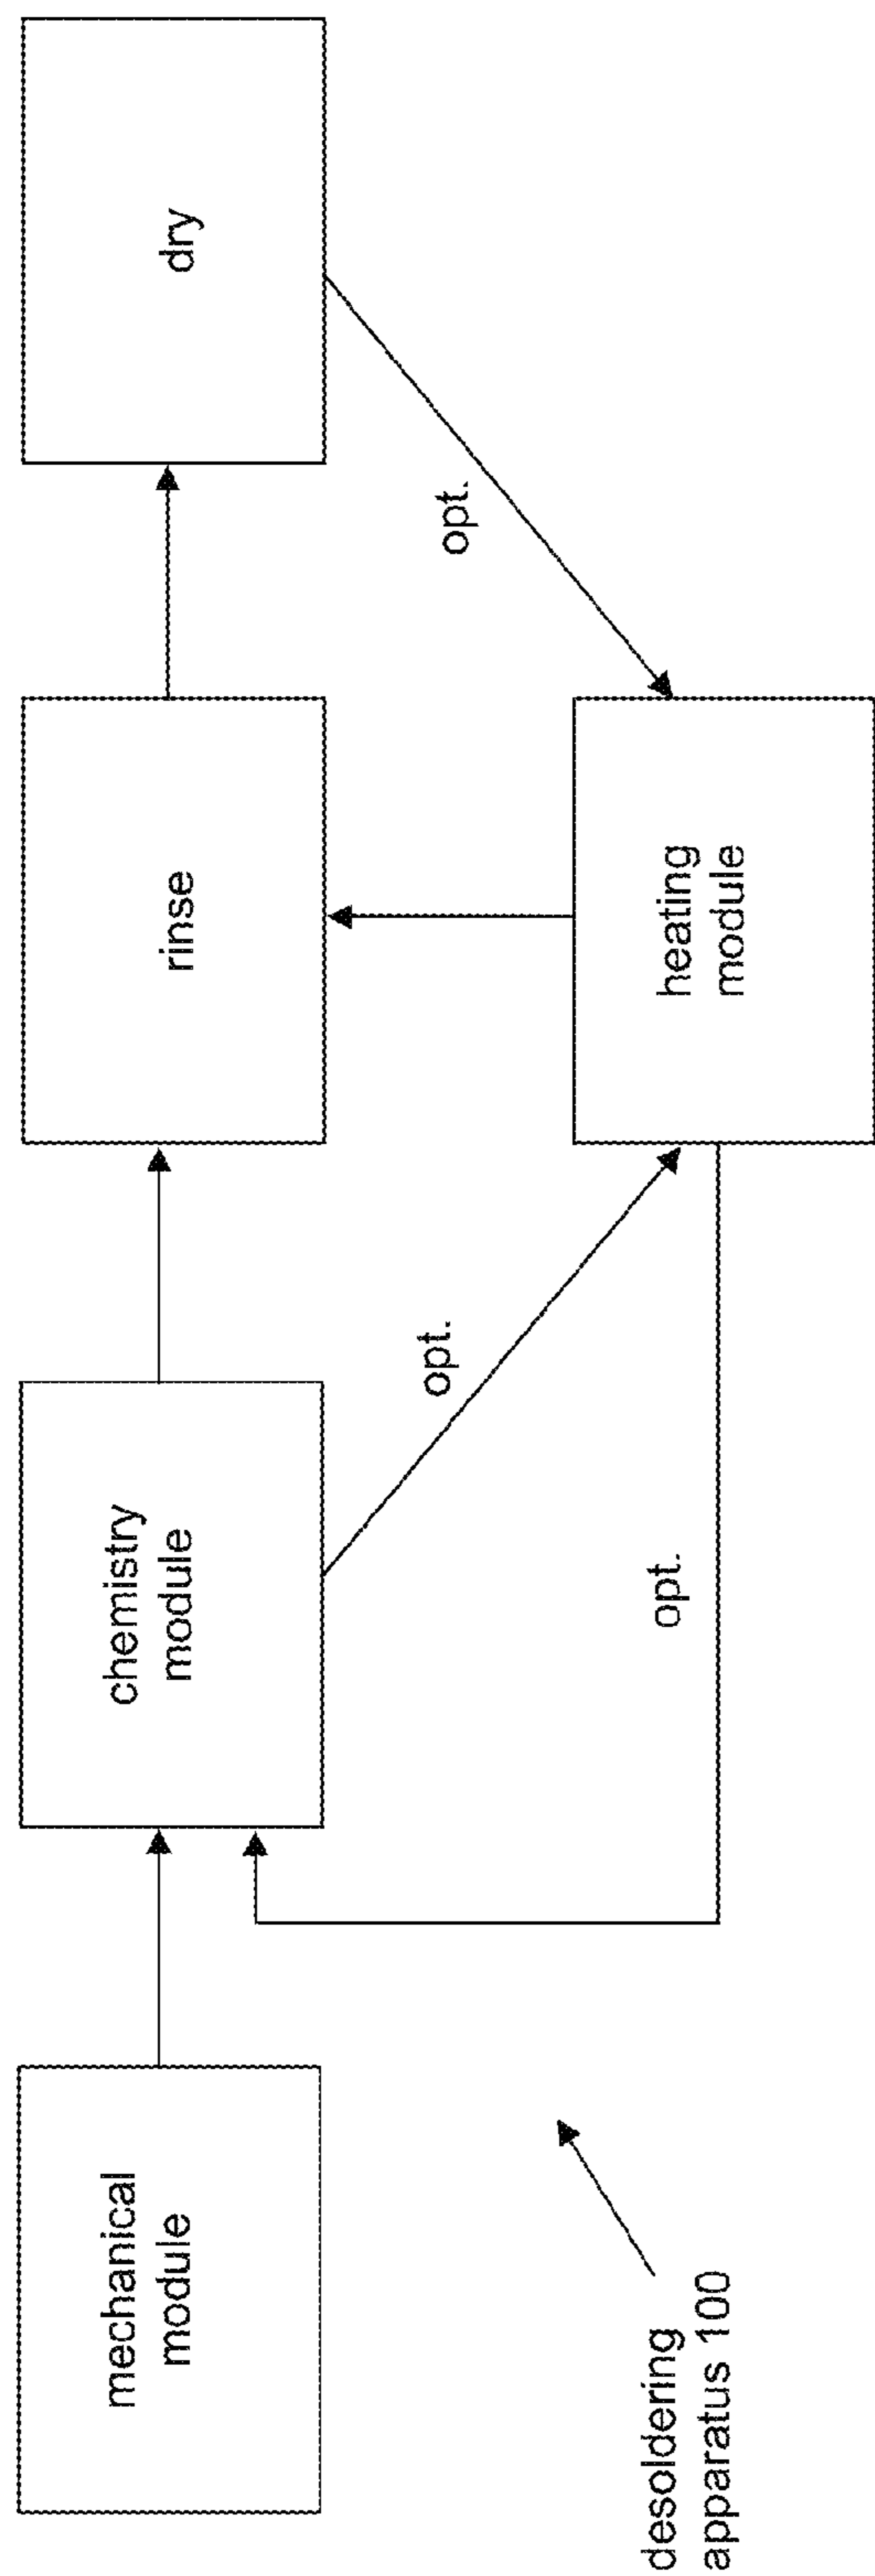 mechanical
module
chemistry
module
rinse
dry
opt.
opt.
opt.
heating
module
desoldering
apparatus 100